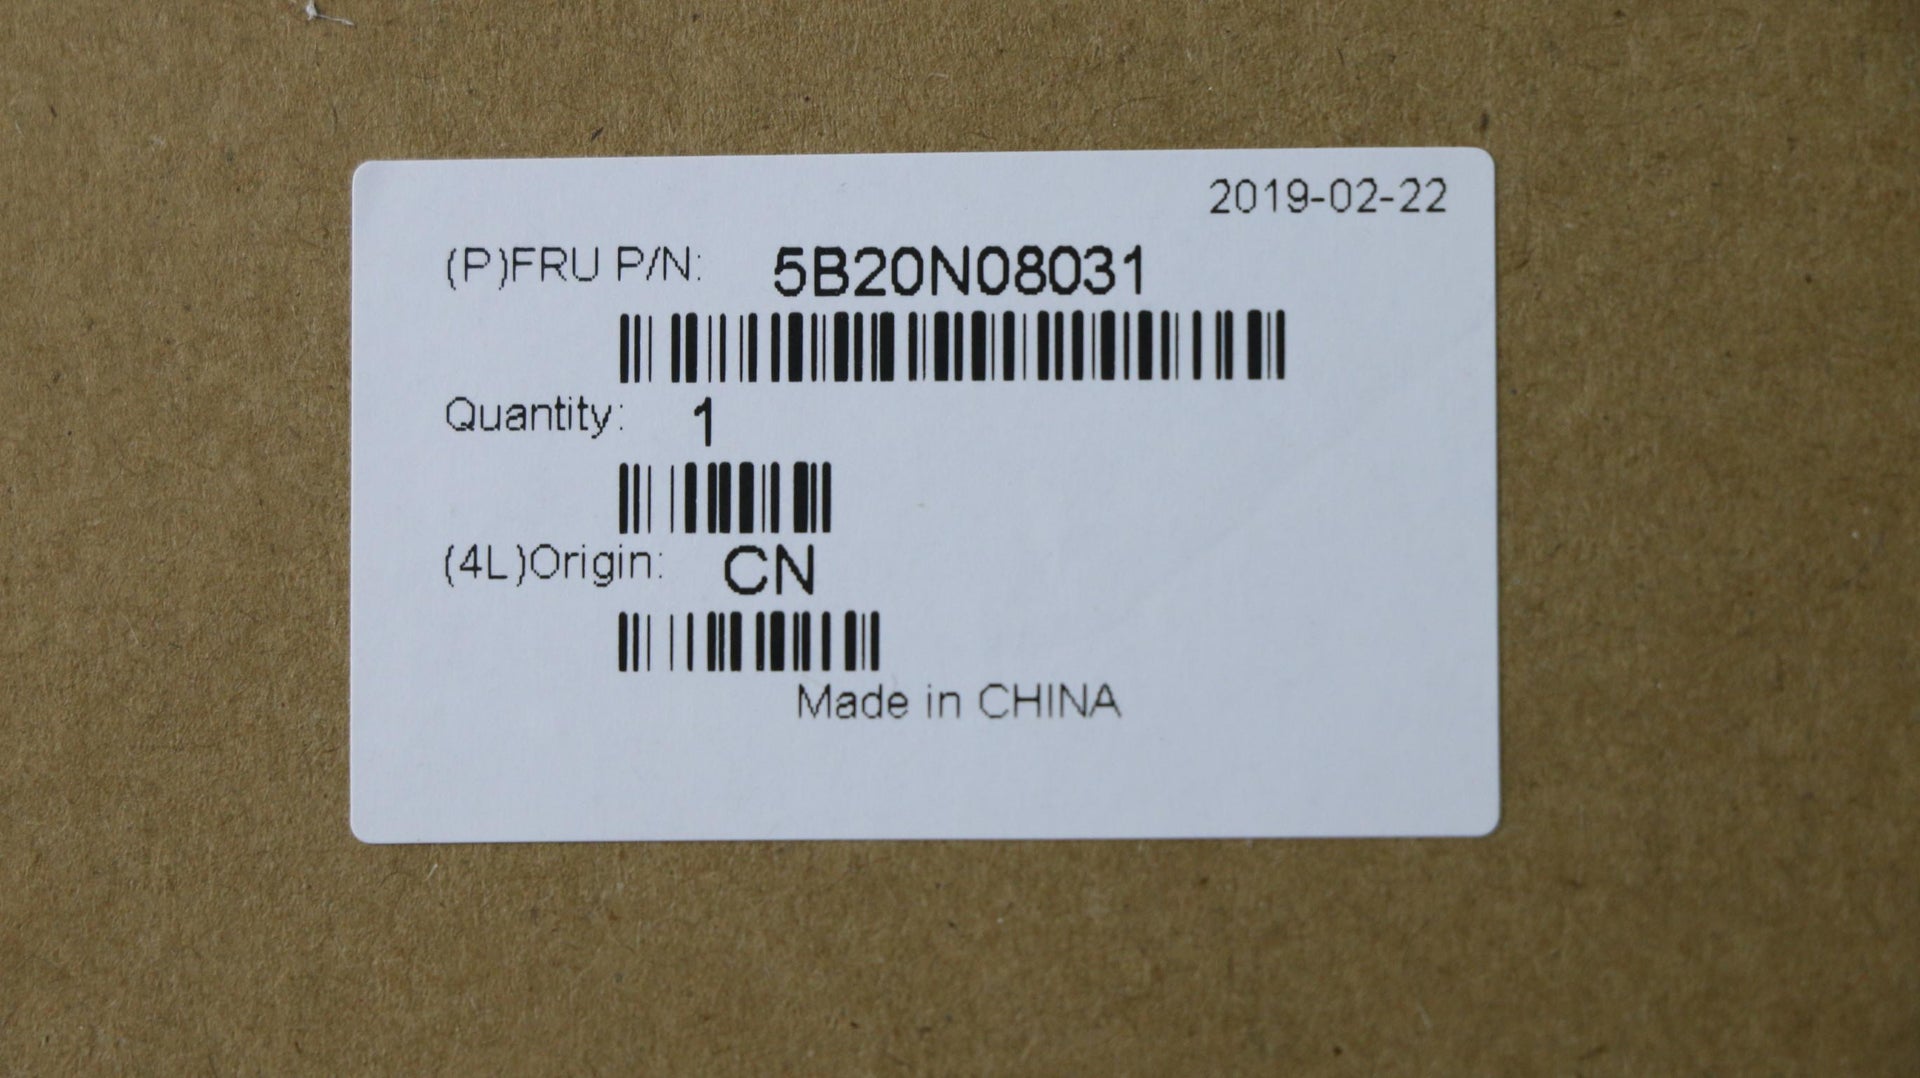 2019-02-22
(P)FRU P/N: 5B20N08031
Quantity: 1
(4L)Origin: CN
Made in CHINA